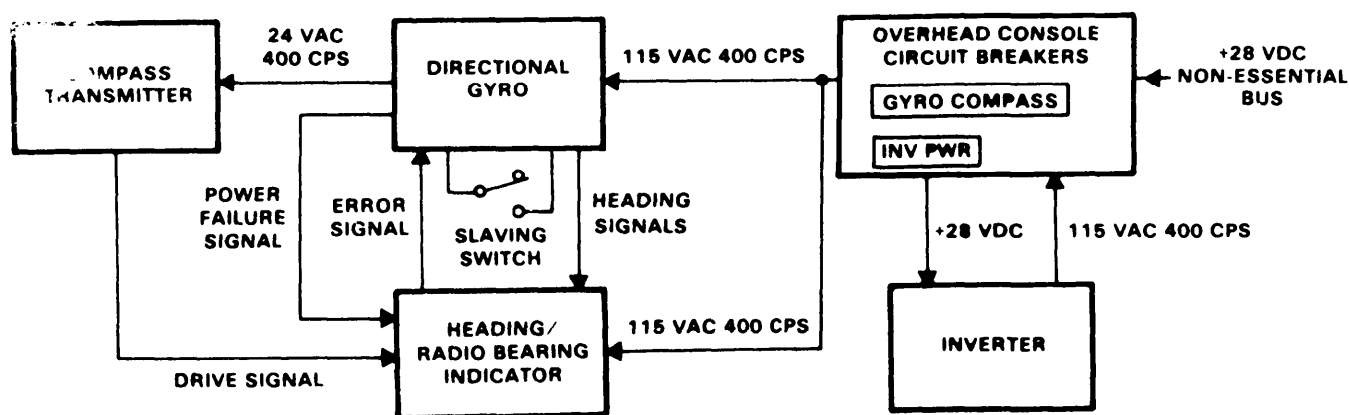 24 VAC
400 CPS
TRANSMITTER
DIRECTIONAL
GYRO
115 VAC 400 CPS
OVERHEAD CONSOLE
CIRCUIT BREAKERS
GYRO COMPASS
INV PWR
+28 VDC
NON-ESSENTIAL
BUS
POWER
FAILURE
SIGNAL
ERROR
SIGNAL
SLAVING
SWITCH
HEADING
SIGNALS
+28 VDC
115 VAC 400 CPS
HEADING/
RADIO BEARING
INDICATOR
115 VAC 400 CPS
INVERTER
DRIVE SIGNAL